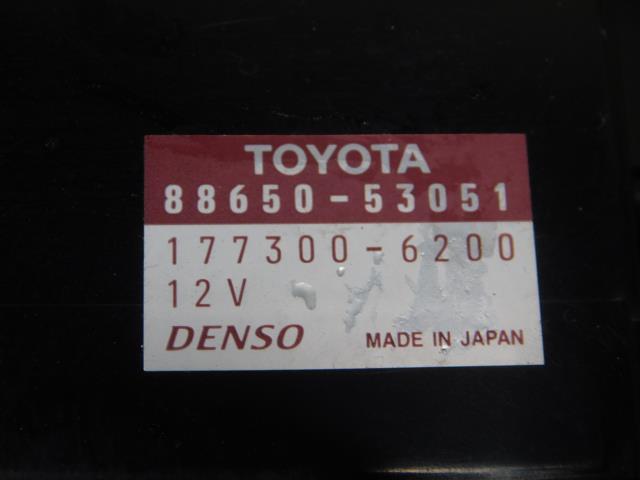 TOYOTA
88650-53051
177300-6200
12V
DENSO MADE IN JAPAN